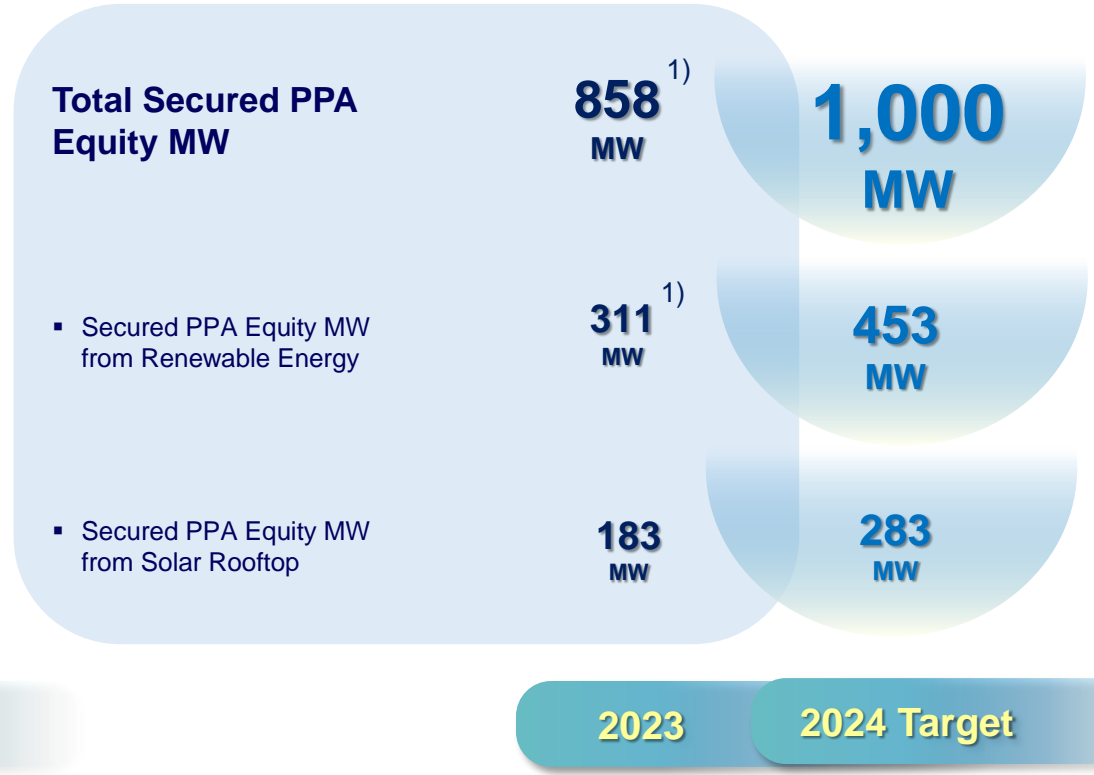 Total Secured PPA
Equity MW
858 1)
MW
1,000
MW
▪ Secured PPA Equity MW
from Renewable Energy
311 1)
MW
453
MW
▪ Secured PPA Equity MW
from Solar Rooftop
183
MW
283
MW
2023
2024 Target